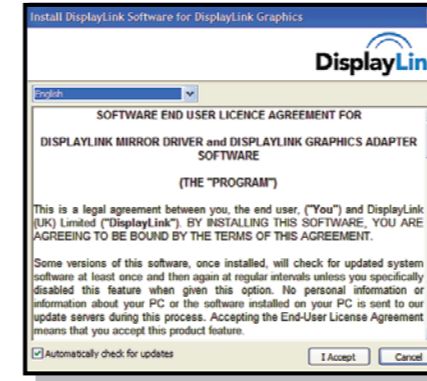 Install DisplayLink Software for DisplayLink Graphics
DisplayLin
English
SOFTWARE END USER LICENCE AGREEMENT FOR
DISPLAYLINK MIRROR DRIVER and DISPLAYLINK GRAPHICS ADAPTER
SOFTWARE
(THE "PROGRAM")
This is a legal agreement between you, the end user, ("You") and DisplayLink
(UK) Limited ("DisplayLink"). BY INSTALLING THIS SOFTWARE, YOU ARE
AGREEING TO BE BOUND BY THE TERMS OF THIS AGREEMENT.
Some versions of this software, once installed, will check for updated system
software at least once and then again at regular intervals unless you specifically
disabled this feature when given this option. No personal information or
information about your PC or the software installed on your PC is sent to our
update servers during this process. Accepting the End-User License Agreement
means that you accept this product feature.
Automatically check for updates
I Accept
Cancel